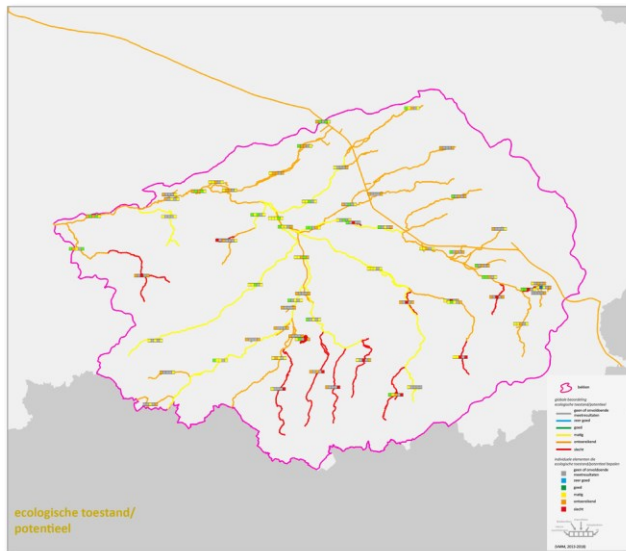 bekken
globale beoordeling
ecologische toestand/potentieel
geen of onvoldoende
meetresultaten
zeer goed
goed
matig
ontoereikend
slecht
individuele elementen die
ecologische toestand/potentieel bepalen
geen of onvoldoende
meetresultaten
zeer goed
goed
matig
ontoereikend
slecht
ecologische toestand/
potentieel